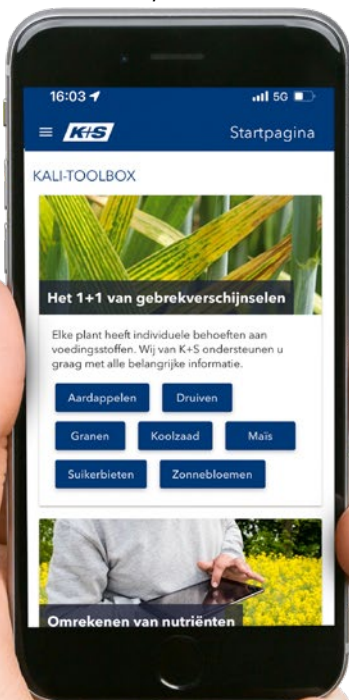 16:03
5G
K+S
Startpagina
KALI-TOOLBOX
Het 1+1 van gebrekverschijnselen
Elke plant heeft individuele behoeften aan
voedingsstoffen. Wij van K+S ondersteunen u
graag met alle belangrijke informatie.
Aardappelen Druiven
Granen Koolzaad Maïs
Suikerbieten Zonnebloemen
Omrekenen van nutriënten